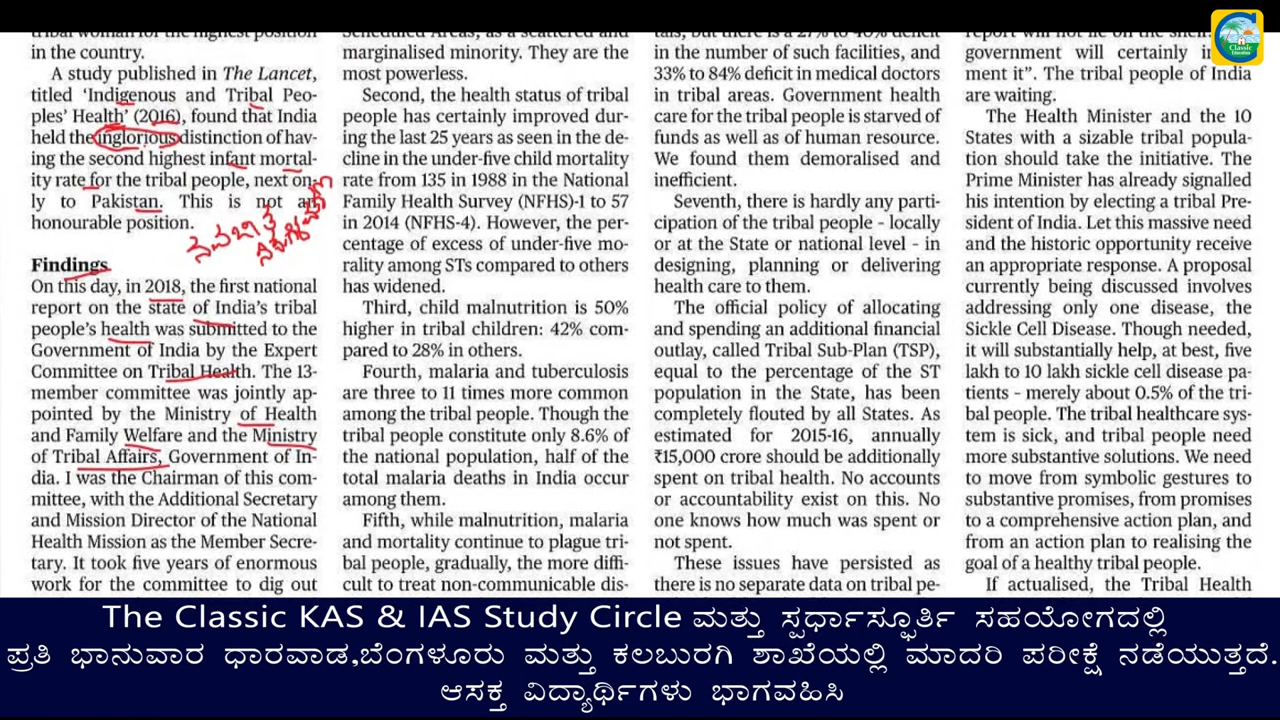 tribal woman for the highest position
in the country.
A study published in The Lancet,
titled ‘Indigenous and Tribal Peo-
ples’ Health’ (2016), found that India
held the inglorious distinction of hav-
ing the second highest infant mortal-
ity rate for the tribal people, next on-
ly to Pakistan. This is not an
honourable position.
Findings
On this day, in 2018, the first national
report on the state of India’s tribal
people’s health was submitted to the
Government of India by the Expert
Committee on Tribal Health. The 13-
member committee was jointly ap-
pointed by the Ministry of Health
and Family Welfare and the Ministry
of Tribal Affairs, Government of In-
dia. I was the Chairman of this com-
mittee, with the Additional Secretary
and Mission Director of the National
Health Mission as the Member Secre-
tary. It took five years of enormous
work for the committee to dig out
Scheduled Areas, as a scattered and
marginalised minority. They are the
most powerless.
Second, the health status of tribal
people has certainly improved dur-
ing the last 25 years as seen in the de-
cline in the under-five child mortality
rate from 135 in 1988 in the National
Family Health Survey (NFHS)-1 to 57
in 2014 (NFHS-4). However, the per-
centage of excess of under-five mo-
rality among STs compared to others
has widened.
Third, child malnutrition is 50%
higher in tribal children: 42% com-
pared to 28% in others.
Fourth, malaria and tuberculosis
are three to 11 times more common
among the tribal people. Though the
tribal people constitute only 8.6% of
the national population, half of the
total malaria deaths in India occur
among them.
Fifth, while malnutrition, malaria
and mortality continue to plague tri-
bal people, gradually, the more diffi-
cult to treat non-communicable dis-
tals, but there is a 27% to 40% deficit
in the number of such facilities, and
33% to 84% deficit in medical doctors
in tribal areas. Government health
care for the tribal people is starved of
funds as well as of human resource.
We found them demoralised and
inefficient.
Seventh, there is hardly any par-
ticipation of the tribal people - locally
or at the State or national level - in
designing, planning or delivering
health care to them.
The official policy of allocating
and spending an additional financial
outlay, called Tribal Sub-Plan (TSP),
equal to the percentage of the ST
population in the State, has been
completely flouted by all States. As
estimated for 2015-16, annually
₹15,000 crore should be additionally
spent on tribal health. No accounts
or accountability exist on this. No
one knows how much was spent or
not spent.
These issues have persisted as
there is no separate data on tribal pe-
report will not lie on the shelf.
government will certainly
ment it”. The tribal people of India
are waiting.
The Health Minister and the 10
States with a sizable tribal popula-
tion should take the initiative. The
Prime Minister has already signalled
his intention by electing a tribal Pre-
sident of India. Let this massive need
and the historic opportunity receive
an appropriate response. A proposal
currently being discussed involves
addressing only one disease, the
Sickle Cell Disease. Though needed,
it will substantially help, at best, five
lakh to 10 lakh sickle cell disease pa-
tients - merely about 0.5% of the tri-
bal people. The tribal healthcare sys-
tem is sick, and tribal people need
more substantive solutions. We need
to move from symbolic gestures to
substantive promises, from promises
to a comprehensive action plan, and
from an action plan to realising the
goal of a healthy tribal people.
If actualised, the Tribal Health
Classic
Education
The Classic KAS & IAS Study Circle ಮತ್ತು ಸ್ಪರ್ಧಾಸ್ಫೂರ್ತಿ ಸಹಯೋಗದಲ್ಲಿ
ಪ್ರತಿ ಭಾನುವಾರ ಧಾರವಾಡ,ಬೆಂಗಳೂರು ಮತ್ತು ಕಲಬುರಗಿ ಶಾಖೆಯಲ್ಲಿ ಮಾದರಿ ಪರೀಕ್ಷೆ ನಡೆಯುತ್ತದೆ.
ಆಸಕ್ತ ವಿದ್ಯಾರ್ಥಿಗಳು ಭಾಗವಹಿಸಿ